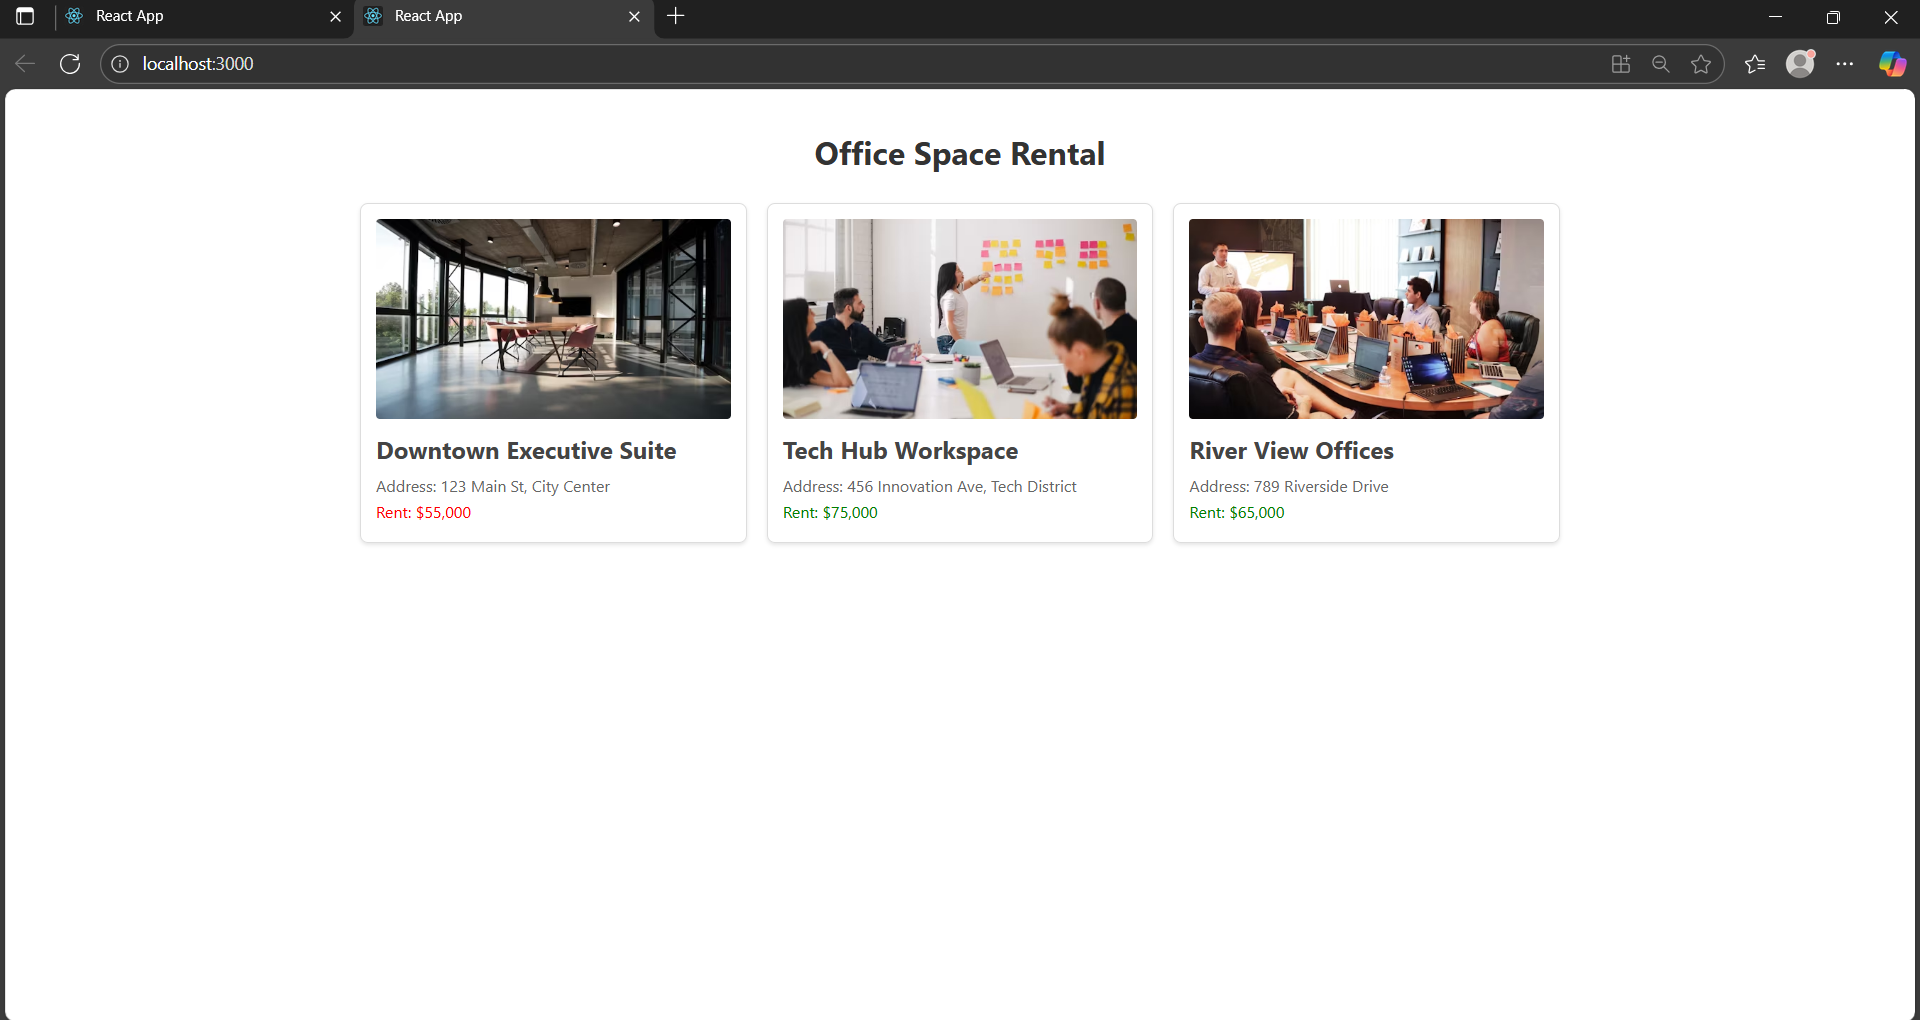 React App
React App
localhost:3000
Office Space Rental
Downtown Executive Suite
Address: 123 Main St, City Center
Rent: $55,000
Tech Hub Workspace
Address: 456 Innovation Ave, Tech District
Rent: $75,000
River View Offices
Address: 789 Riverside Drive
Rent: $65,000